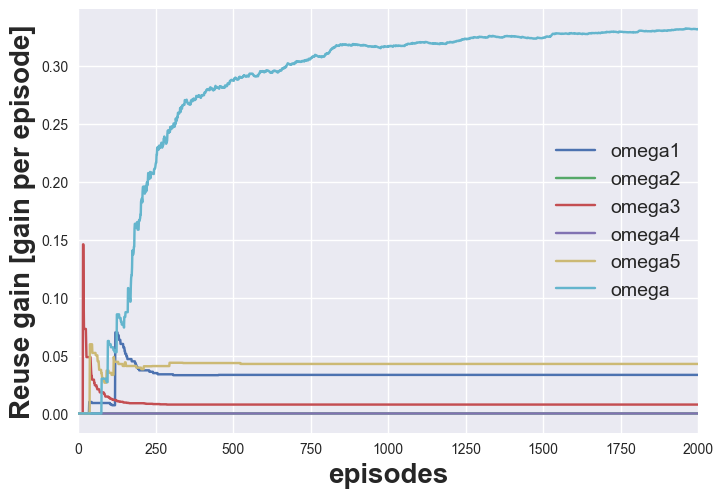 Reuse gain [gain per episode]
0.30
0.25
0.20
0.15
0.10
0.05
0.00
omega1
omega2
omega3
omega4
omega5
omega
0 250 500 750 1000 1250 1500 1750 2000
episodes